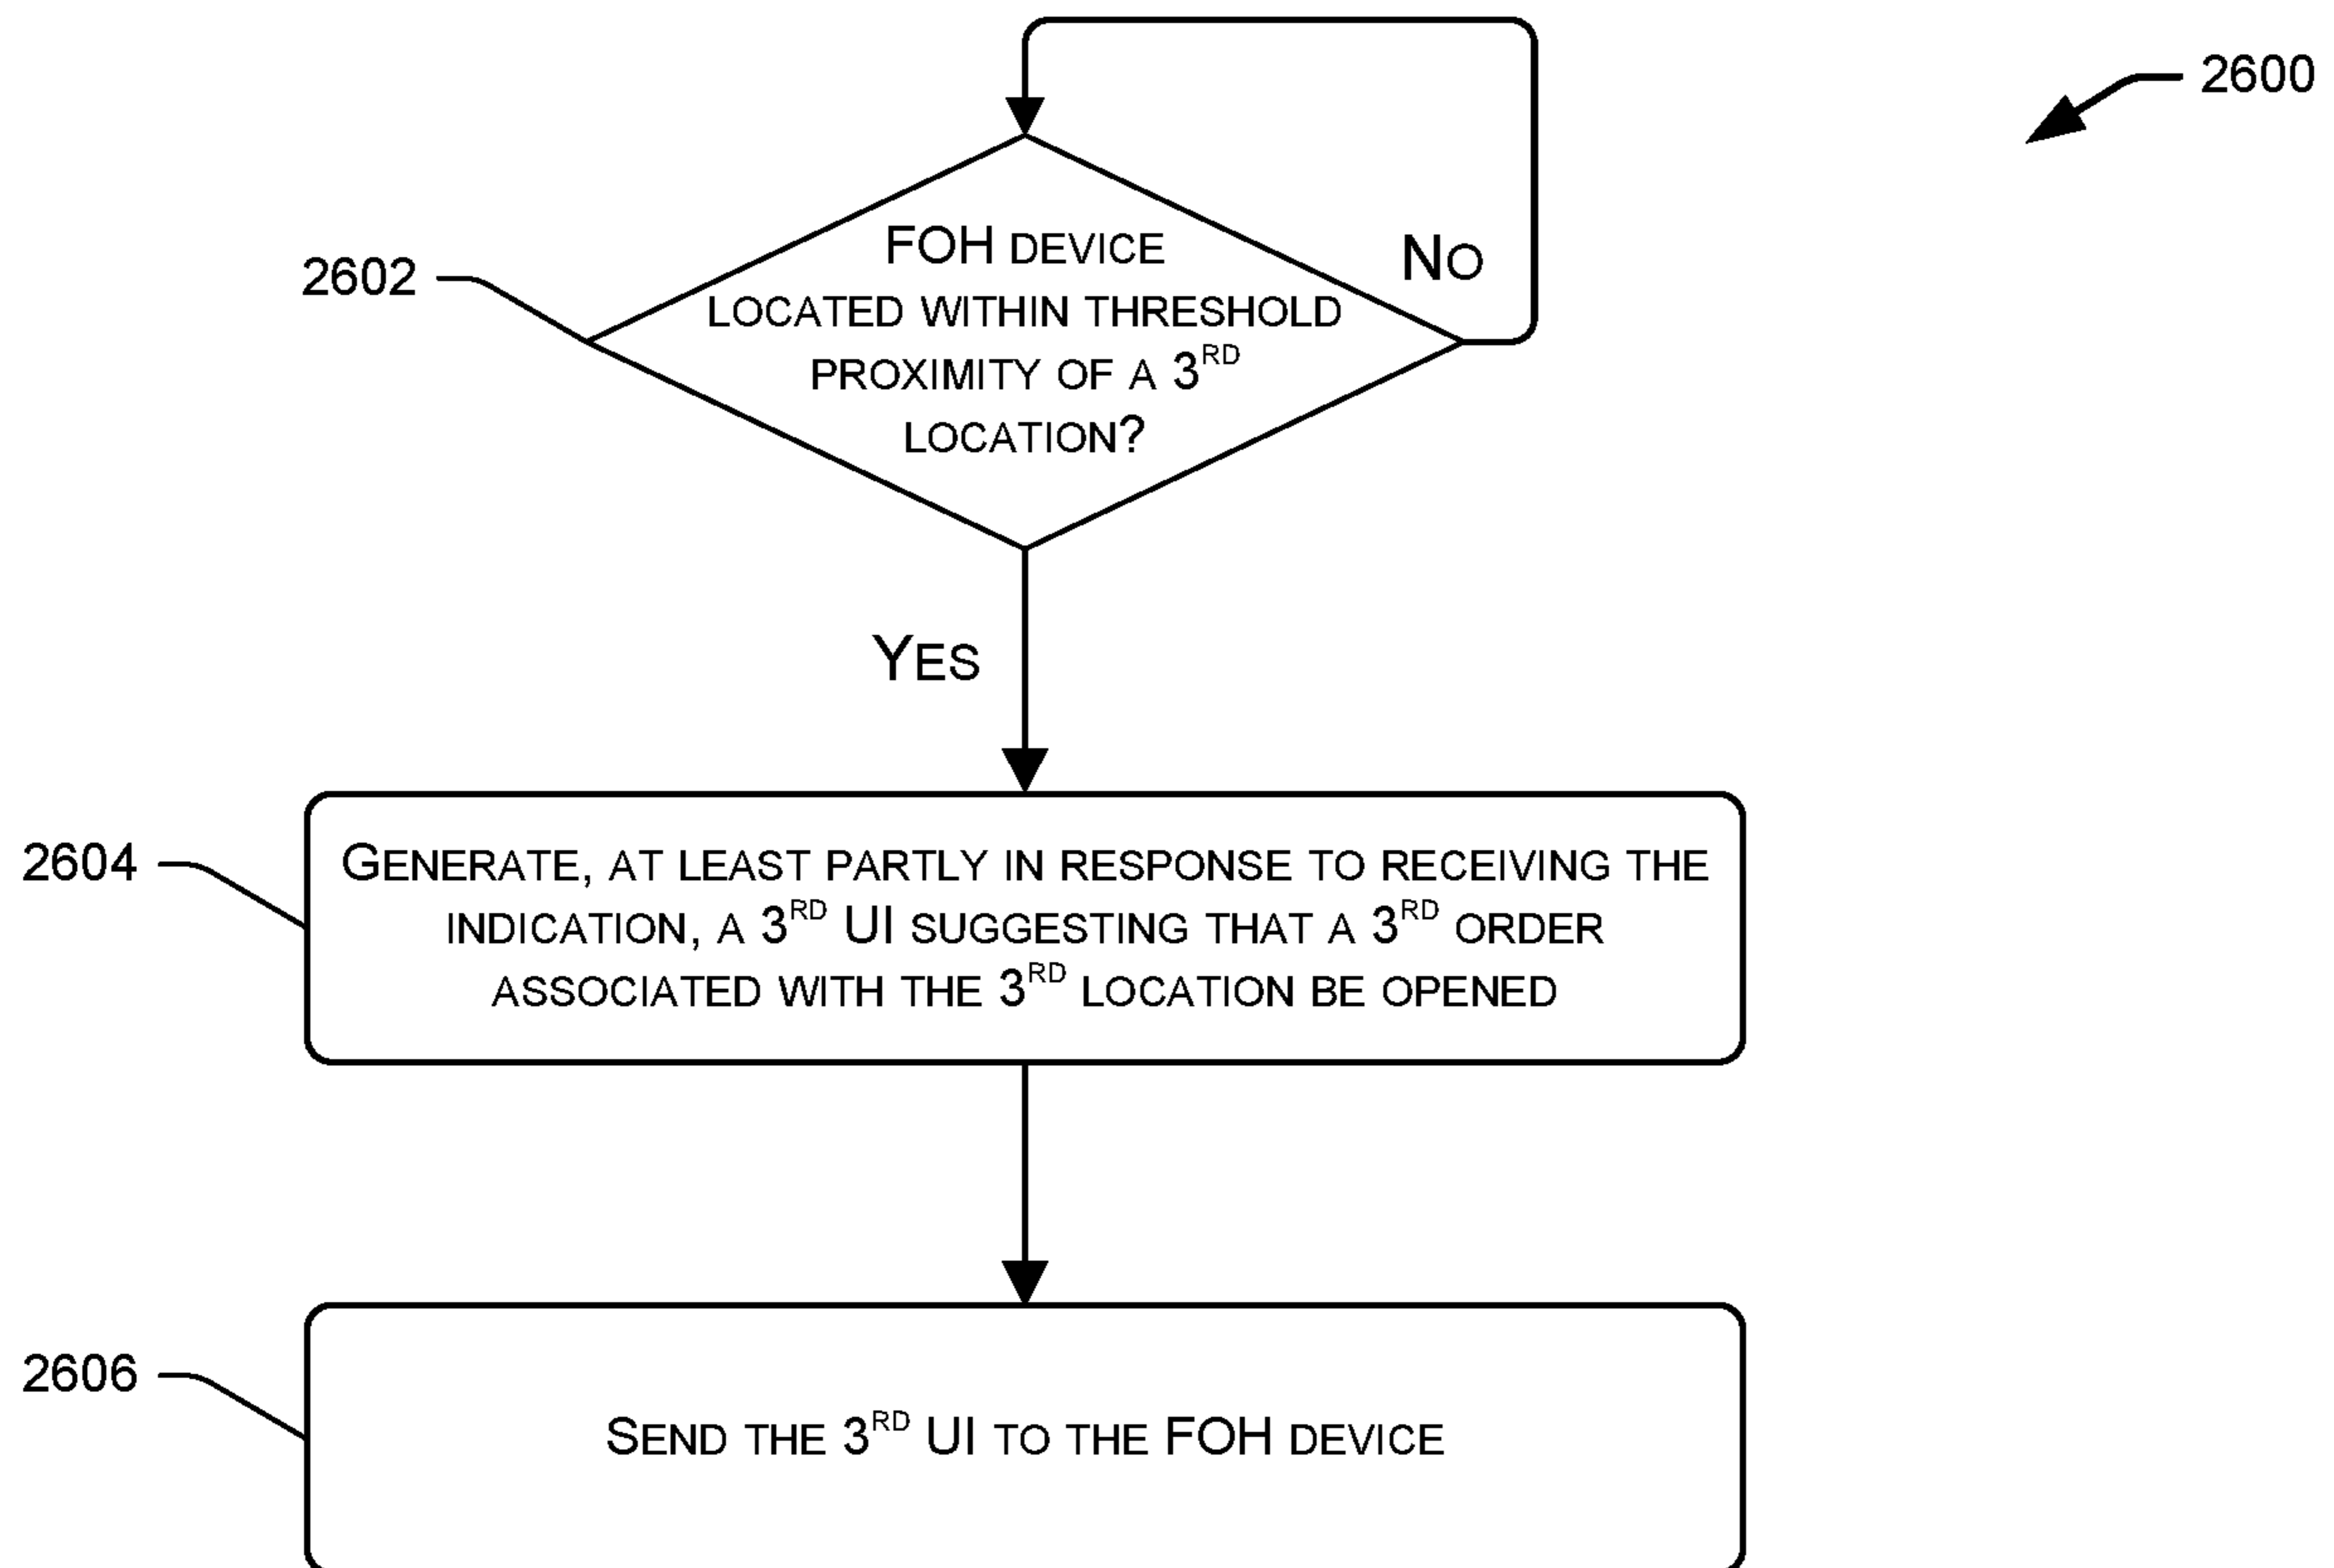 2600
2602
FOH DEVICE
LOCATED WITHIN THRESHOLD
PROXIMITY OF A 3RD
LOCATION?
NO
YES
2604
GENERATE, AT LEAST PARTLY IN RESPONSE TO RECEIVING THE
INDICATION, A 3RD UI SUGGESTING THAT A 3RD ORDER
ASSOCIATED WITH THE 3RD LOCATION BE OPENED
2606
SEND THE 3RD UI TO THE FOH DEVICE